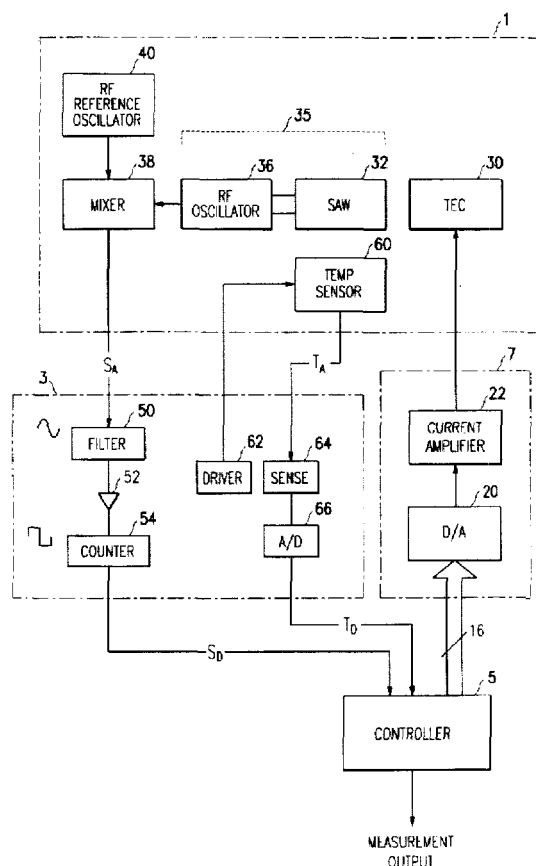 1
40
RF
REFERENCE
OSCILLATOR
35
38
MIXER
36
RF
OSCILLATOR
32
SAW
30
TEC
60
TEMP
SENSOR
SA
TA
3
50
FILTER
52
54
COUNTER
62
DRIVER
64
SENSE
66
A/D
7
22
CURRENT
AMPLIFIER
20
D/A
SD
TD
16
5
CONTROLLER
MEASUREMENT
OUTPUT